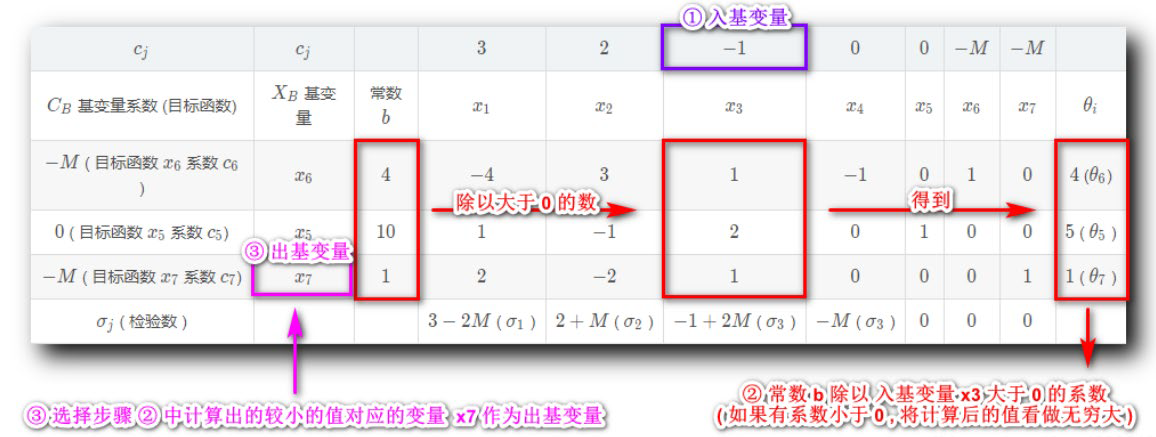 ① 入基变量
c_j c_j 3 2 −1 0 0 −M −M
C_B 基变量系数 (目标函数) X_B 基变量 常数 b x_1 x_2 x_3 x_4 x_5 x_6 x_7 θ_i
−M ( 目标函数 x_6 系数 c_6 ) x_6 4 −4 3 1 −1 0 1 0 4 (θ_6)
除以大于 0 的数 得到
0 ( 目标函数 x_5 系数 c_5) x_5 10 1 −1 2 0 1 0 0 5 ( θ_5 )
③ 出基变量
−M ( 目标函数 x_7 系数 c_7) x_7 1 2 −2 1 0 0 0 1 1 ( θ_7 )
σ_j ( 检验数 ) 3 − 2M ( σ_1 ) 2 + M ( σ_2 ) −1 + 2M ( σ_3 ) −M ( σ_3 ) 0 0 0
③ 选择步骤 ② 中计算出的较小的值对应的变量 x7 作为出基变量
② 常数 b 除以 入基变量 x3 大于 0 的系数
( 如果有系数小于 0 , 将计算后的值看做无穷大 )